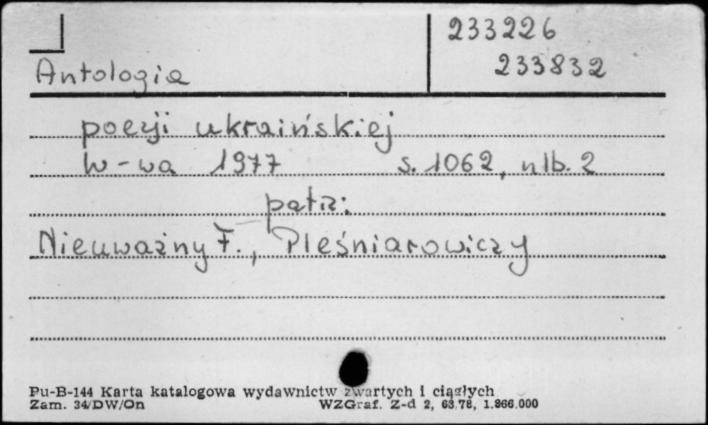 233226
233832
Antologia
poezji ukraińskiej
W-wa 1977 s. 1062, nlb. 2
patrz:
Nieuważny F., Pleśniarowiczy
Pu-B-144 Karta katalogowa wydawnictw zwartych i ciągłych
Zam. 34/DW/On WZGraf. Z-d 2, 63.78, 1.866.000